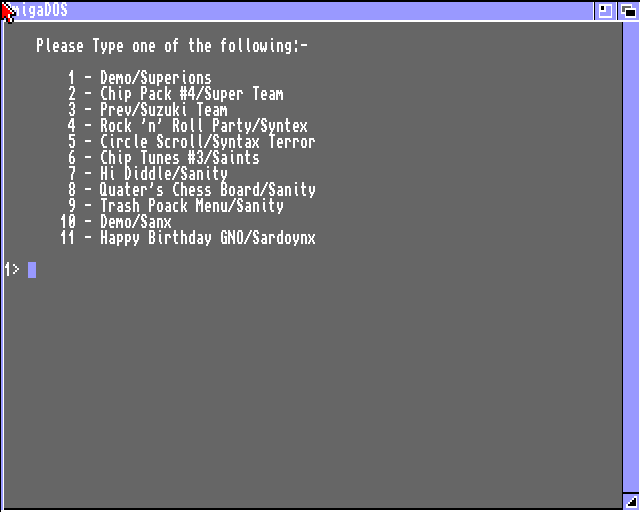 AmigaDOS
Please Type one of the following:-
1 - Demo/Superions
2 - Chip Pack #4/Super Team
3 - Prev/Suzuki Team
4 - Rock 'n' Roll Party/Syntex
5 - Circle Scroll/Syntax Terror
6 - Chip Tunes #3/Saints
7 - Hi Diddle/Sanity
8 - Quater's Chess Board/Sanity
9 - Trash Poack Menu/Sanity
10 - Demo/Sanx
11 - Happy Birthday GNO/Sardoynx
1>